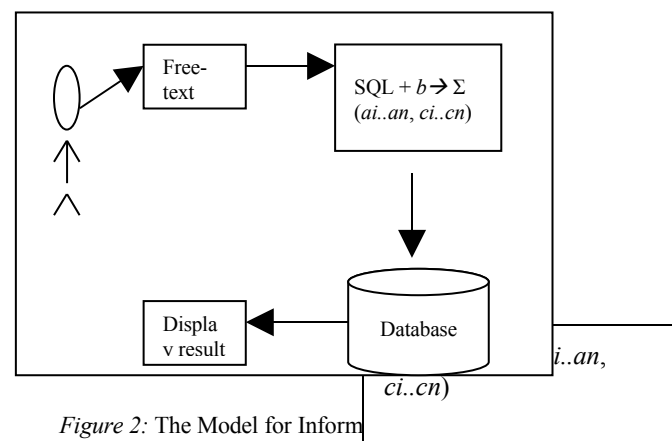 Free-
text
SQL + b→ Σ
(ai..an, ci..cn)
Displa
v result
Database
i..an,
ci..cn)
Figure 2: The Model for Inform